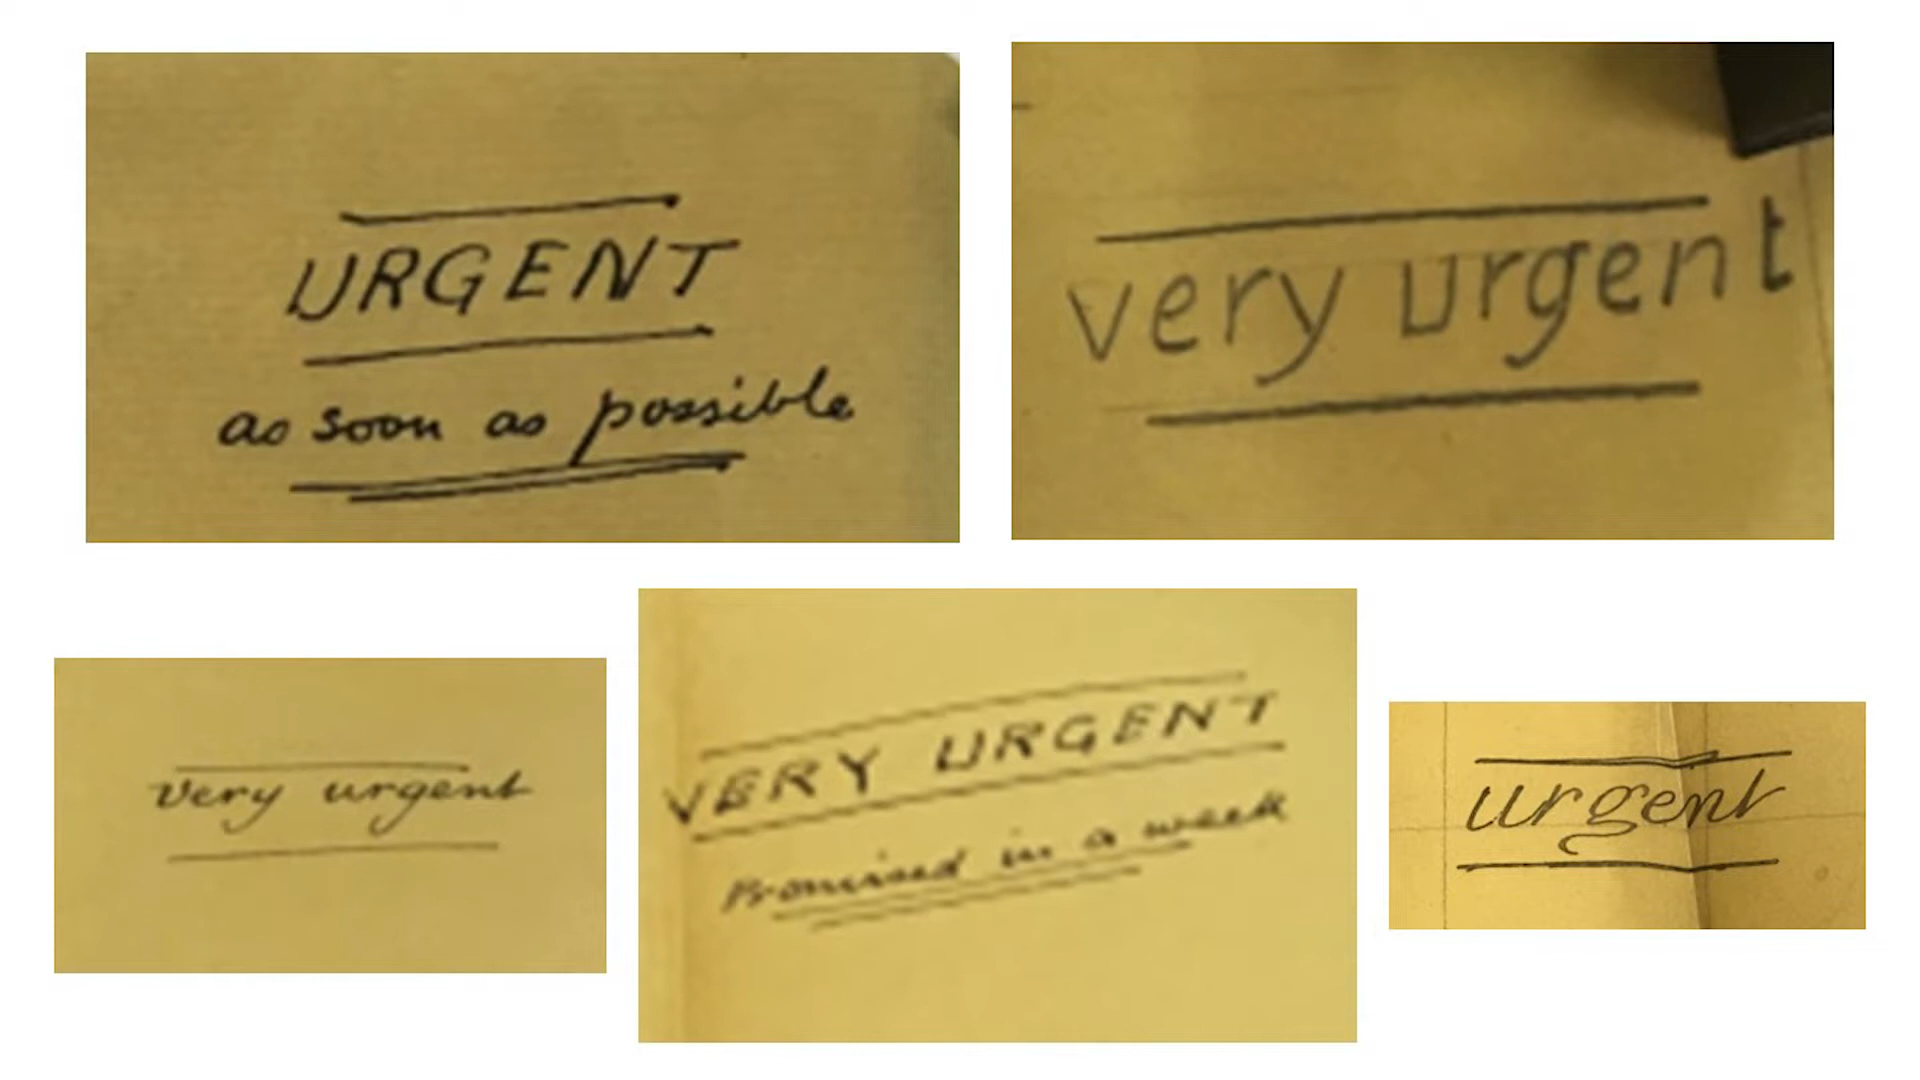 URGENT
as soon as possible
very urgent
very urgent
VERY URGENT
Promised in a week
urgent